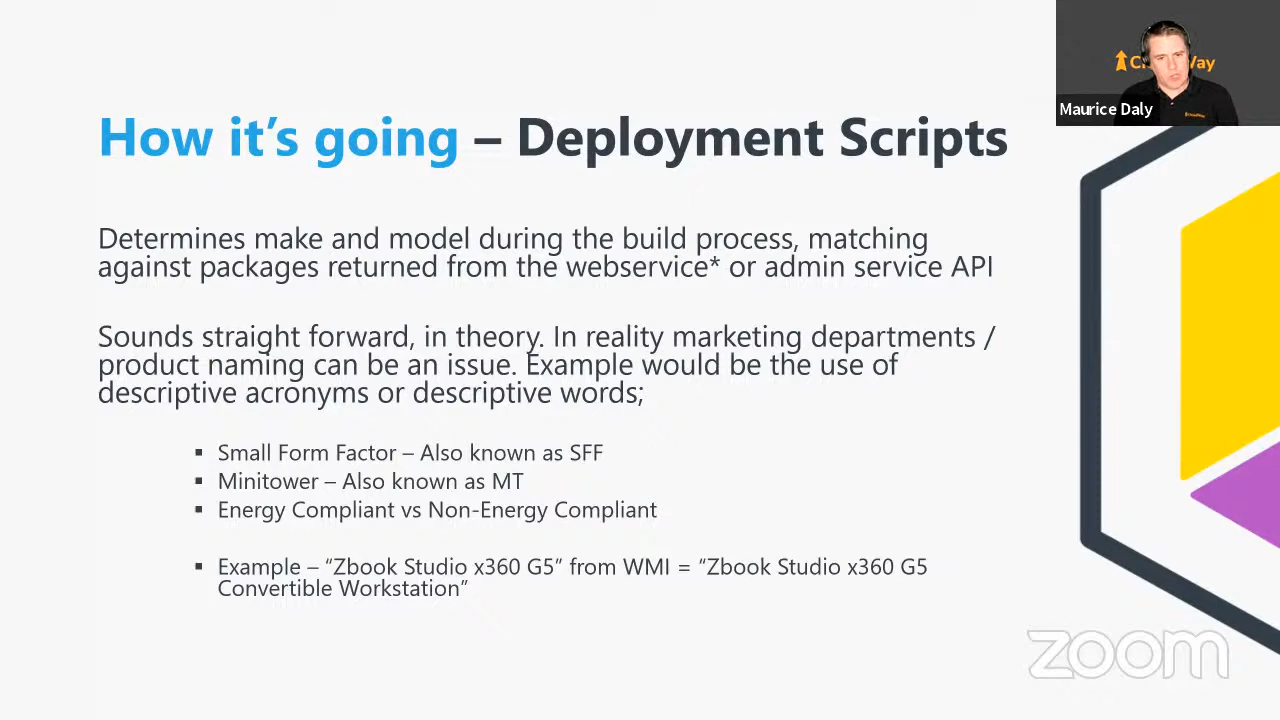 How it's going – Deployment Scripts
Maurice Daly
Determines make and model during the build process, matching
against packages returned from the webservice* or admin service API
Sounds straight forward, in theory. In reality marketing departments /
product naming can be an issue. Example would be the use of
descriptive acronyms or descriptive words;
▪ Small Form Factor – Also known as SFF
▪ Minitower – Also known as MT
▪ Energy Compliant vs Non-Energy Compliant
▪ Example – “Zbook Studio x360 G5” from WMI = “Zbook Studio x360 G5
Convertible Workstation”
zoom